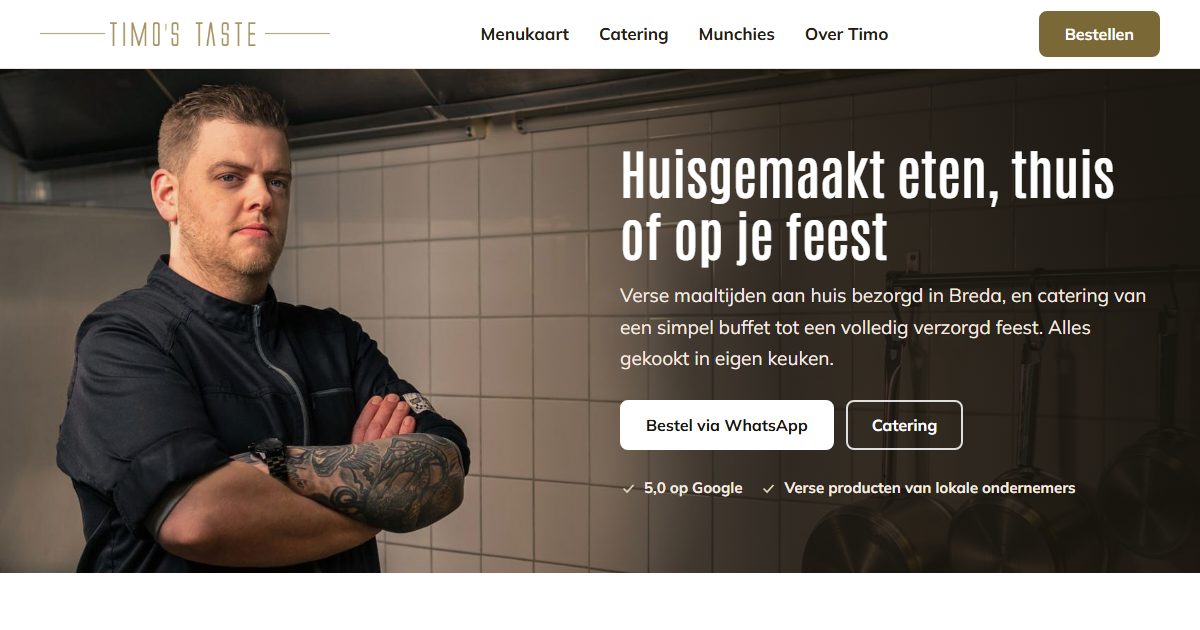 TIMO'S TASTE
Menukaart
Catering
Munchies
Over Timo
Bestellen
Huisgemaakt eten, thuis
of op je feest
Verse maaltijden aan huis bezorgd in Breda, en catering van
een simpel buffet tot een volledig verzorgd feest. Alles
gekookt in eigen keuken.
Bestel via WhatsApp
Catering
5,0 op Google
Verse producten van lokale ondernemers